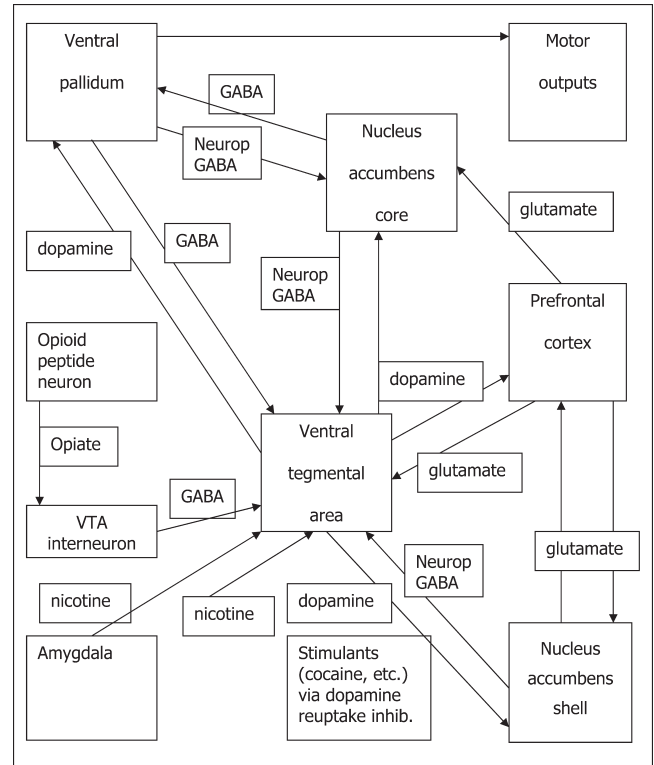 Ventral
pallidum
Motor
outputs
GABA
Nucleus
accumbens
core
Neurop
GABA
glutamate
dopamine
GABA
Neurop
GABA
Prefrontal
cortex
Opioid
peptide
neuron
dopamine
Opiate
Ventral
tegmental
area
glutamate
GABA
VTA
interneuron
glutamate
Neurop
GABA
nicotine
nicotine
dopamine
Amygdala
Stimulants
(cocaine, etc.)
via dopamine
reuptake inhib.
Nucleus
accumbens
shell